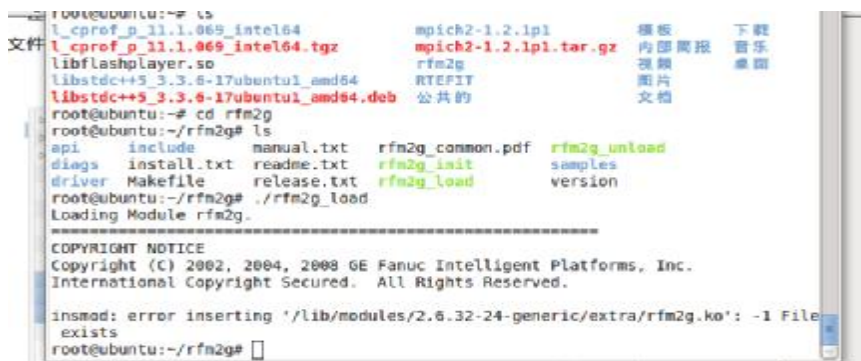 root@ubuntu:~# ls
l_cprof_p_11.1.069_intel64 mpich2-1.2.1p1 模板 下载
文件
l_cprof_p_11.1.069_intel64.tgz mpich2-1.2.1p1.tar.gz 内部简报 音乐
libflashplayer.so rfm2g 视频 桌面
libstdc++5_3.3.6-17ubuntu1_amd64 RTEFIT 图片
libstdc++5_3.3.6-17ubuntu1_amd64.deb 公共的 文档
root@ubuntu:~# cd rfm2g
root@ubuntu:~/rfm2g# ls
api include manual.txt rfm2g_common.pdf rfm2g_unload
diags install.txt readme.txt rfm2g_init samples
driver Makefile release.txt rfm2g_load version
root@ubuntu:~/rfm2g# ./rfm2g_load
Loading Module rfm2g.
============================================================
COPYRIGHT NOTICE
Copyright (C) 2002, 2004, 2008 GE Fanuc Intelligent Platforms, Inc.
International Copyright Secured. All Rights Reserved.
insmod: error inserting '/lib/modules/2.6.32-24-generic/extra/rfm2g.ko': -1 File
exists
root@ubuntu:~/rfm2g#